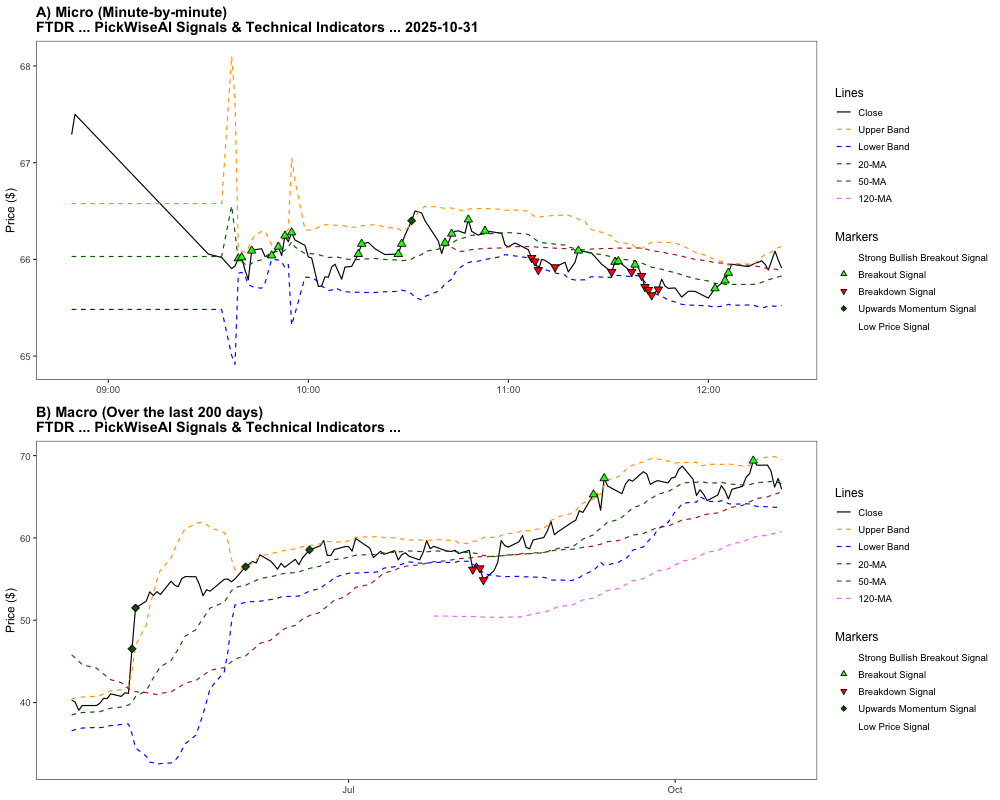 A) Micro (Minute-by-minute)
FTDR ... PickWiseAI Signals & Technical Indicators ... 2025-10-31
Price ($)
68
67
66
65
09:00
10:00
11:00
12:00
Lines
Close
Upper Band
Lower Band
20-MA
50-MA
120-MA
Markers
Strong Bullish Breakout Signal
Breakout Signal
Breakdown Signal
Upwards Momentum Signal
Low Price Signal
B) Macro (Over the last 200 days)
FTDR ... PickWiseAI Signals & Technical Indicators ...
Price ($)
70
60
50
40
Jul
Oct
Lines
Close
Upper Band
Lower Band
20-MA
50-MA
120-MA
Markers
Strong Bullish Breakout Signal
Breakout Signal
Breakdown Signal
Upwards Momentum Signal
Low Price Signal